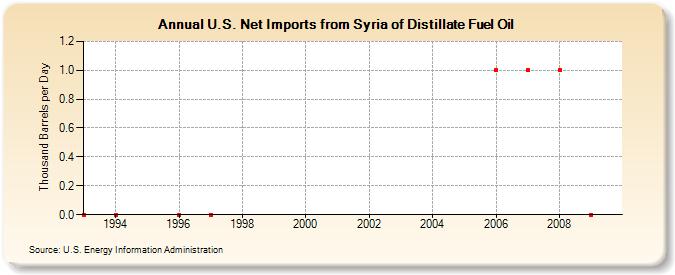 Annual U.S. Net Imports from Syria of Distillate Fuel Oil
Thousand Barrels per Day
1.2
1.0
0.8
0.6
0.4
0.2
0.0
1994 1996 1998 2000 2002 2004 2006 2008
Source: U.S. Energy Information Administration